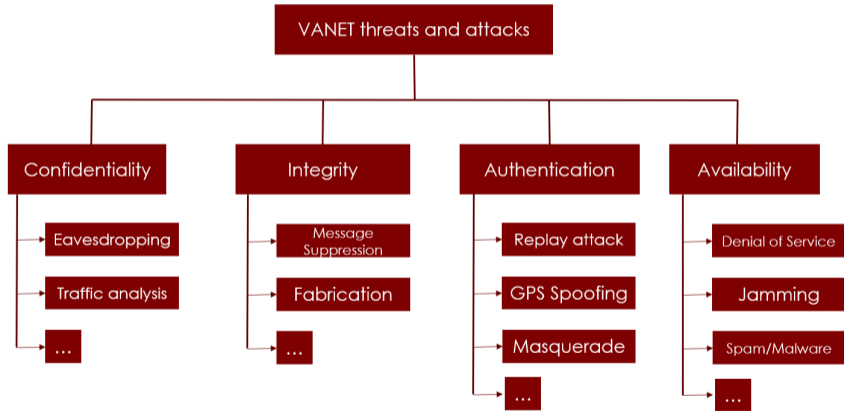 VANET threats and attacks
Confidentiality
Eavesdropping
Traffic analysis
...
Integrity
Message
Suppression
Fabrication
...
Authentication
Replay attack
GPS Spoofing
Masquerade
...
Availability
Denial of Service
Jamming
Spam/Malware
...